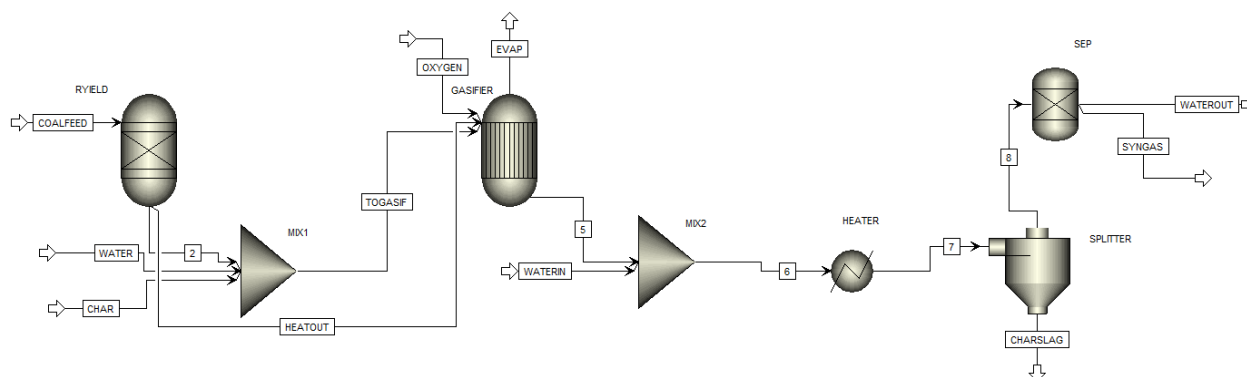 EVAP
OXYGEN
GASIFIER
SEP
RYIELD
COALFEED
WATEROUT
SYNGAS
8
TOGASIF
MIX1
5
MIX2
HEATER
SPLITTER
WATER
2
WATERIN
6
7
CHAR
HEATOUT
CHARSLAG